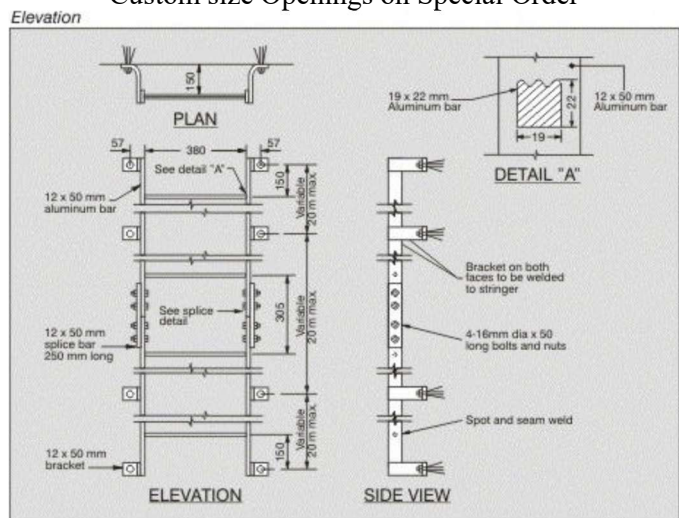 Custom size Openings on Special Order
Elevation
150
PLAN
19 x 22 mm
Aluminum bar
12 x 50 mm
Aluminum bar
22
19
DETAIL "A"
57
380
57
See detail "A"
150
12 x 50 mm
aluminum bar
Variable
20 m max
Bracket on both
faces to be welded
to stringer
See splice
detail
305
Variable
20 m max
12 x 50 mm
splice bar
250 mm long
4-16mm dia x 50
long bolts and nuts
Variable
20 m max
Spot and seam weld
150
12 x 50 mm
bracket
ELEVATION
SIDE VIEW